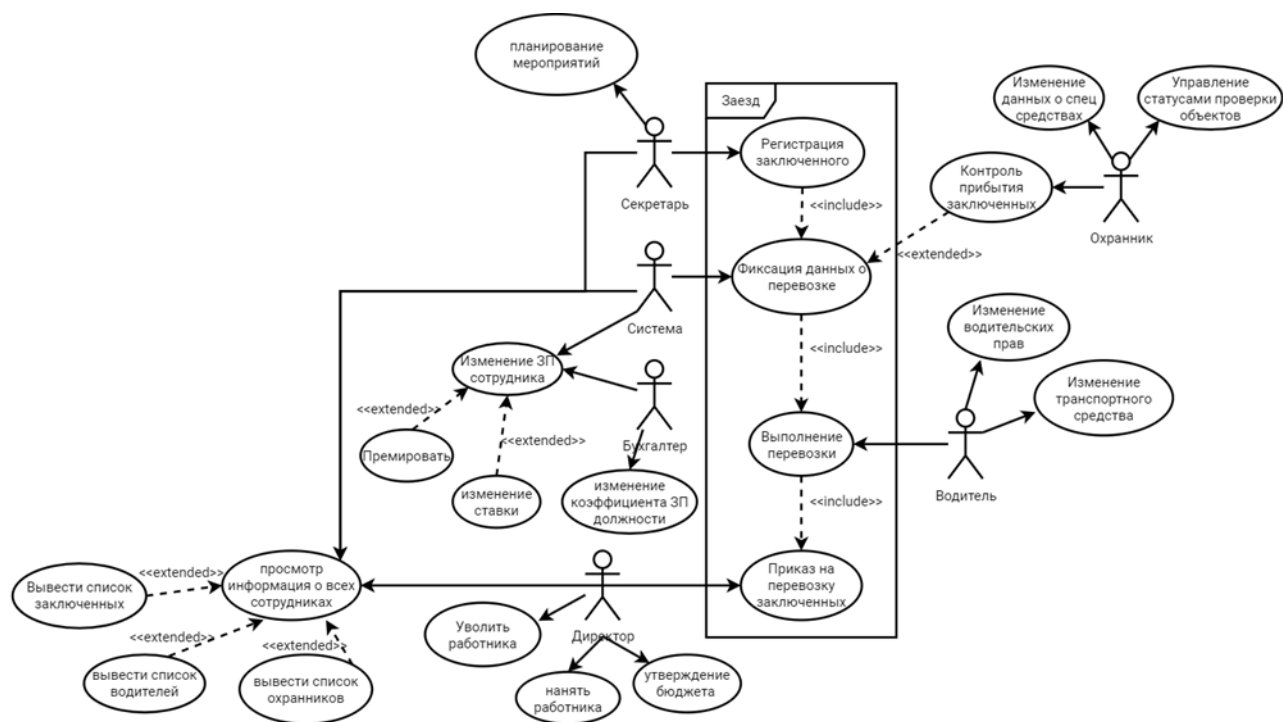 планирование
мероприятий
Заезд
Изменение
данных о спец
средствах
Управление
статусами проверки
объектов
Регистрация
заключенного
Секретарь
Контроль
прибытия
заключенных
Охранник
<<include>>
<<extended>>
Фиксация данных о
перевозке
Система
Изменение
водительских
прав
Изменение ЗП
сотрудника
<<include>>
Изменение
транспортного
средства
<<extended>>
<<extended>>
Бухгалтер
Премировать
Выполнение
перевозки
Водитель
изменение
ставки
изменение
коэффициента ЗП
должности
<<include>>
просмотр
информация о всех
сотрудниках
<<extended>>
Вывести список
заключенных
Приказ на
перевозку
заключенных
Уволить
работника
Директор
<<extended>>
<<extended>>
вывести список
водителей
вывести список
охранников
нанять
работника
утверждение
бюджета